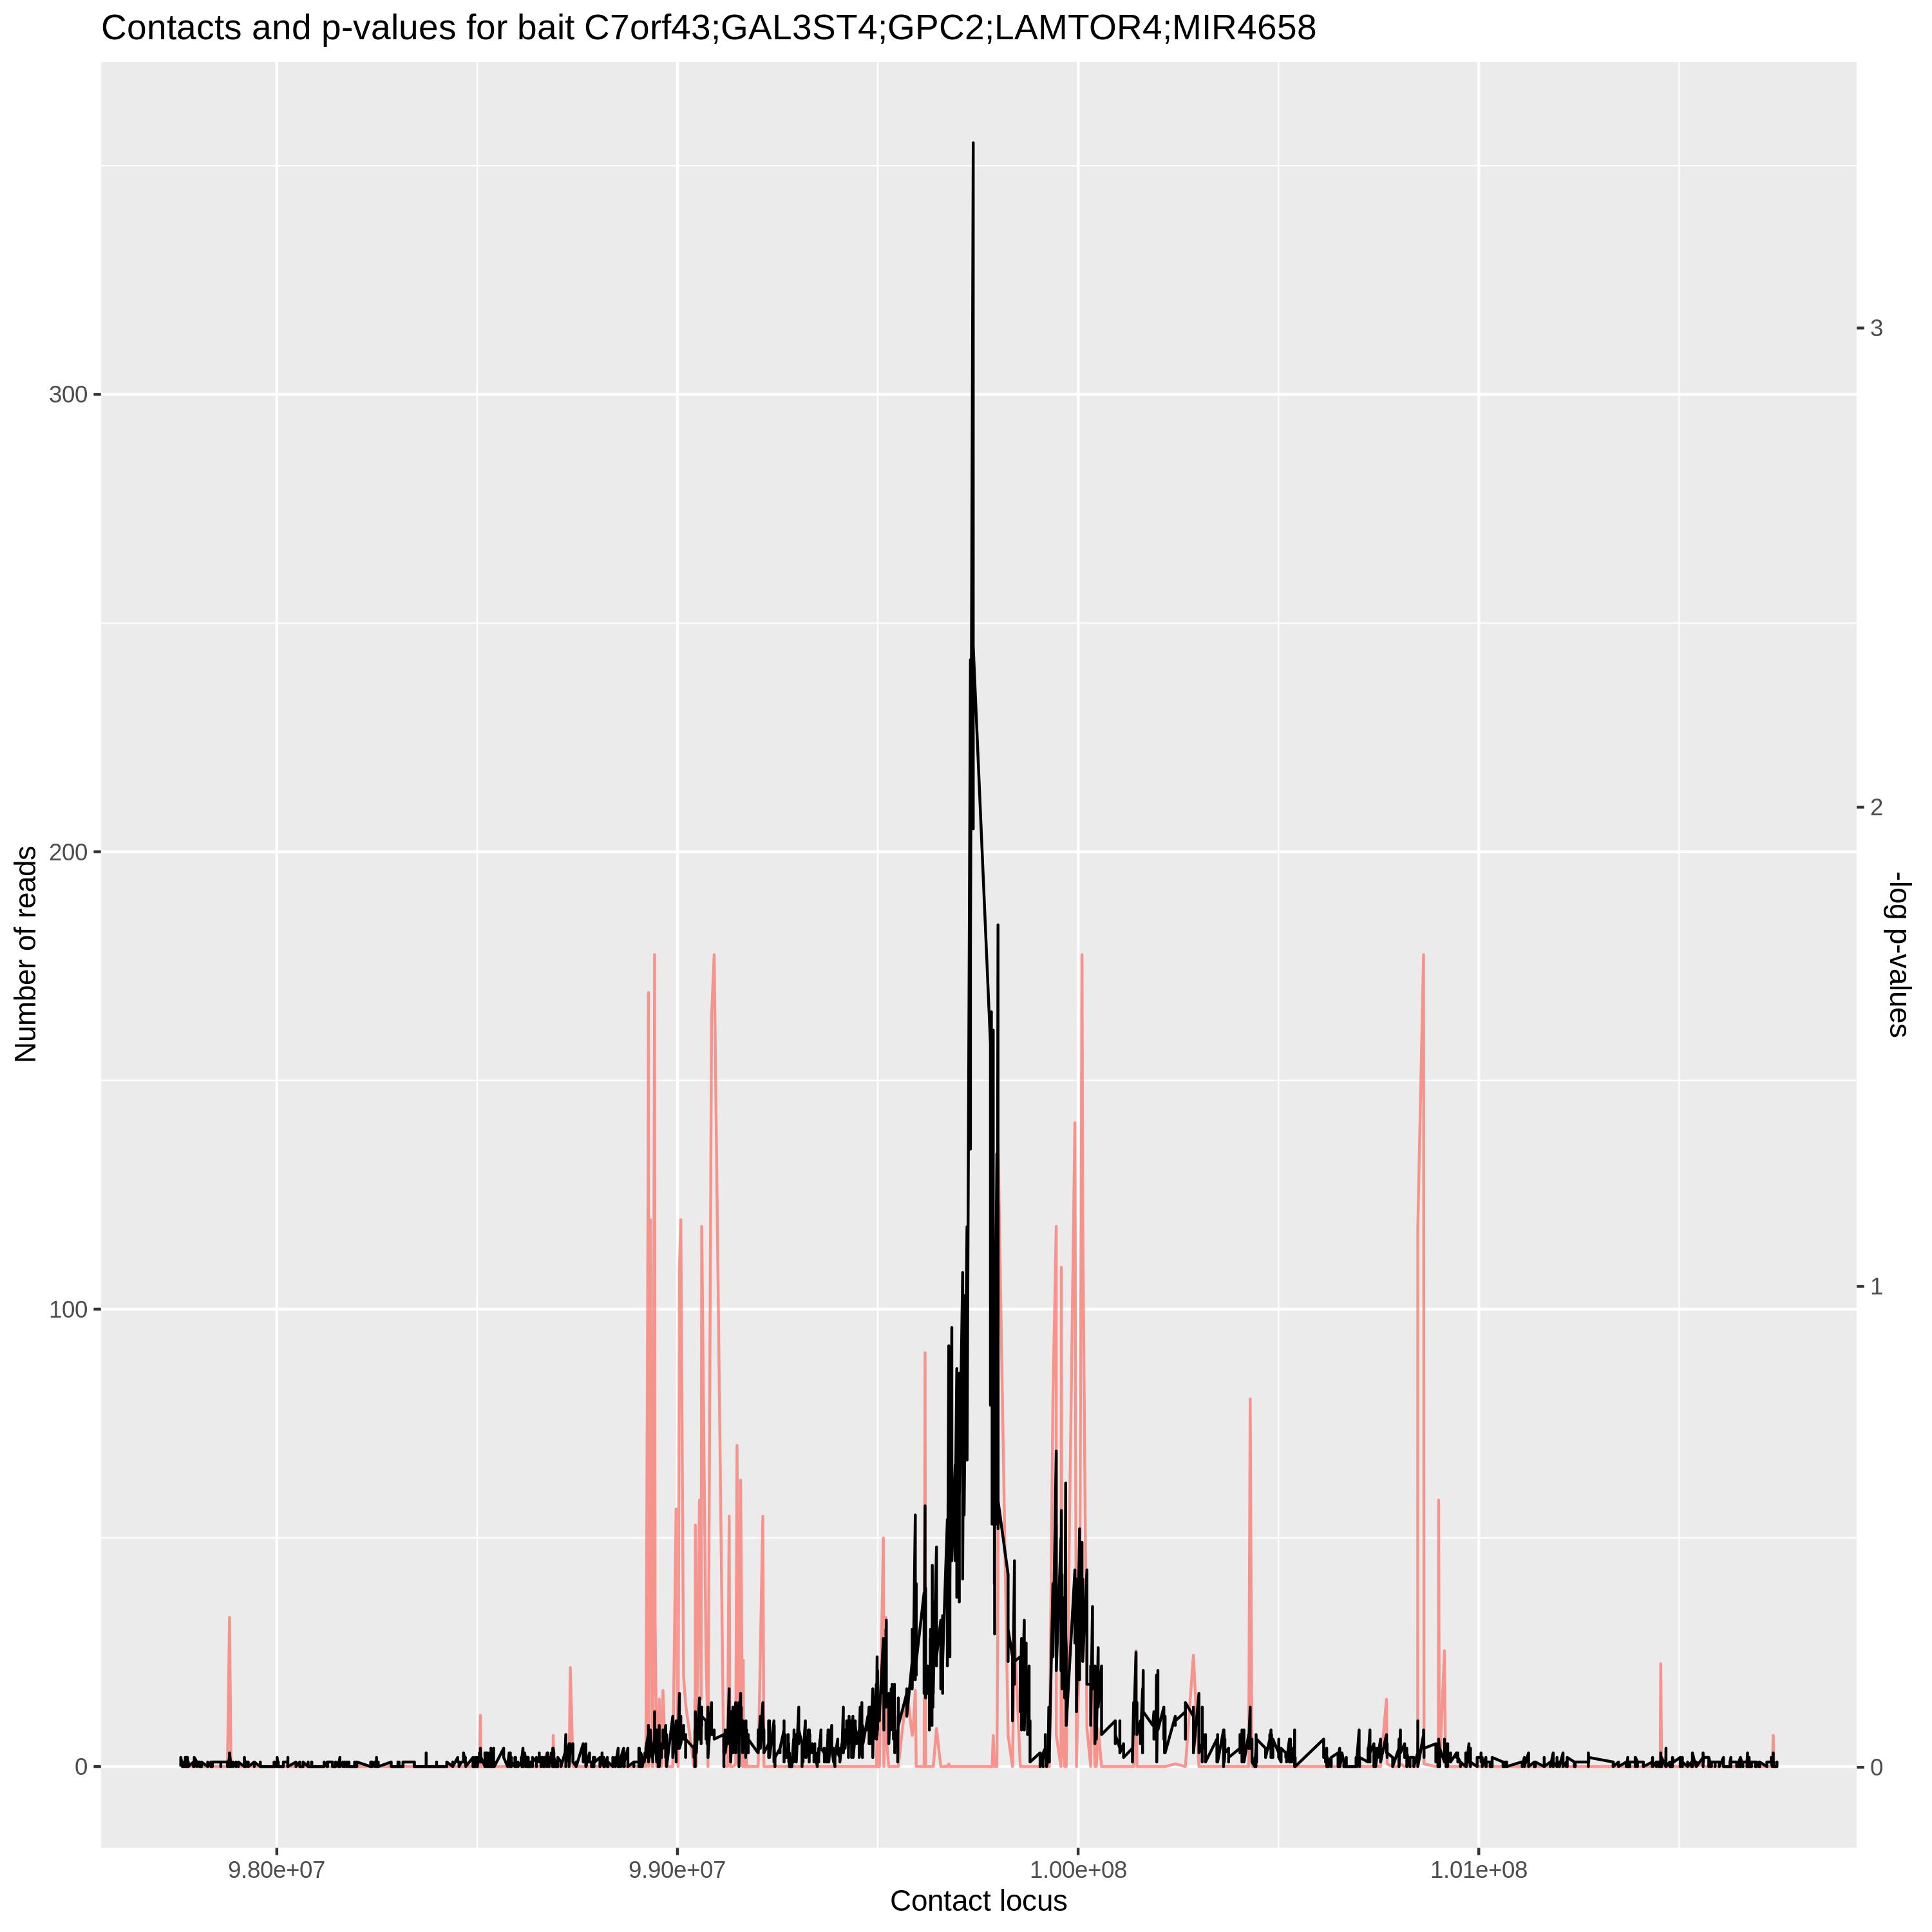 Contacts and p-values for bait C7orf43;GAL3ST4;GPC2;LAMTOR4;MIR4658
Number of reads
300
200
100
0
3
2
1
0
-log p-values
9.80e+07
9.90e+07
1.00e+08
1.01e+08
Contact locus